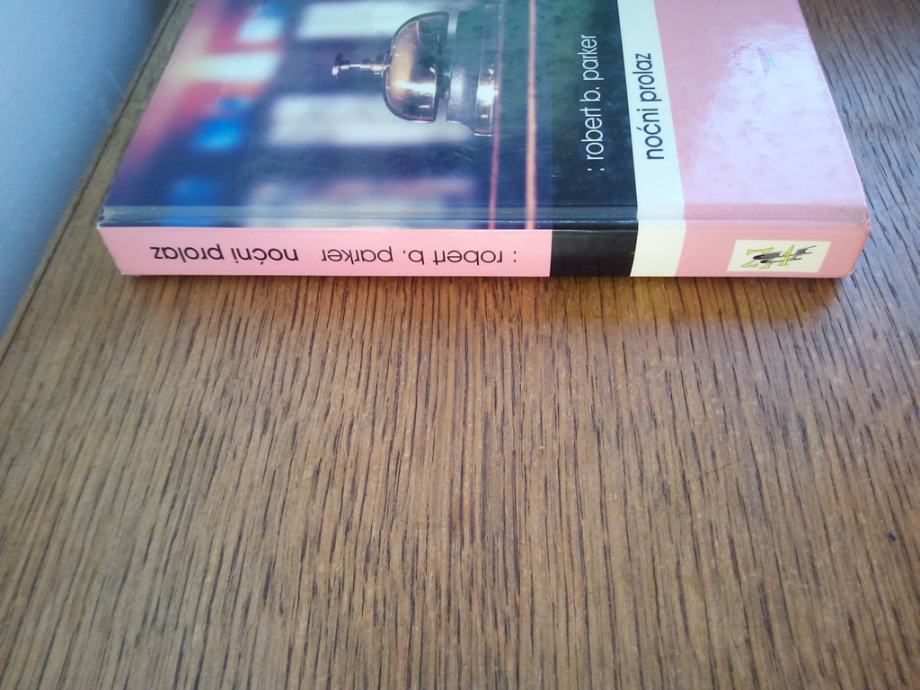 : robert b. parker
noćni prolaz
: robert b. parker noćni prolaz